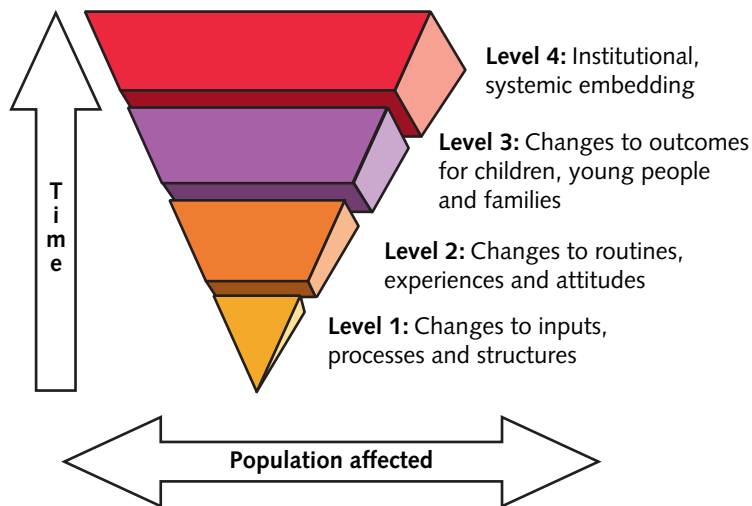 Level 4: Institutional,
systemic embedding
Level 3: Changes to outcomes
for children, young people
and families
Time
Level 2: Changes to routines,
experiences and attitudes
Level 1: Changes to inputs,
processes and structures
Population affected